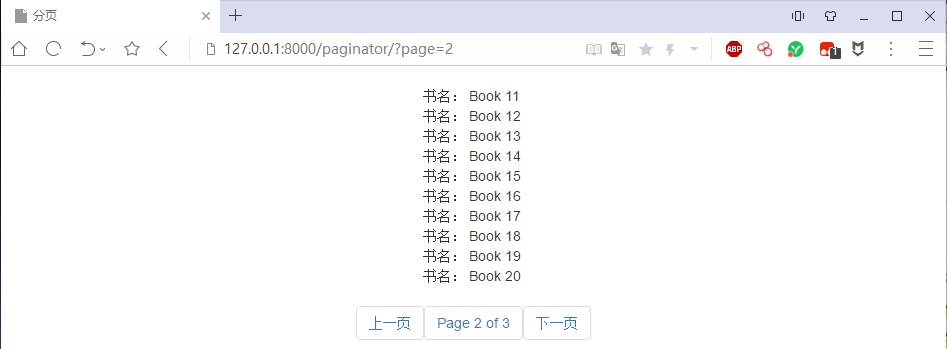 分页
127.0.0.1:8000/paginator/?page=2
ABP
1
书名： Book 11
书名： Book 12
书名： Book 13
书名： Book 14
书名： Book 15
书名： Book 16
书名： Book 17
书名： Book 18
书名： Book 19
书名： Book 20
上一页 Page 2 of 3 下一页